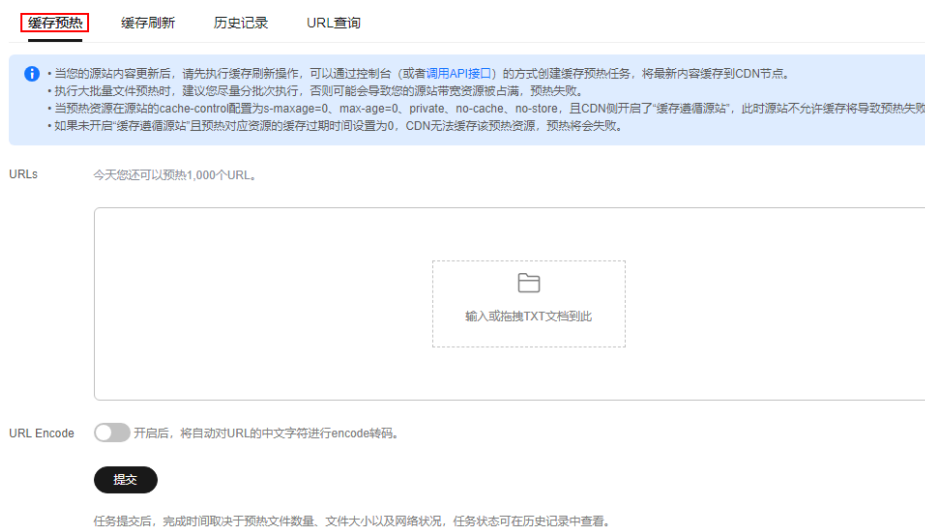 缓存预热 缓存刷新 历史记录 URL查询
• 当您的源站内容更新后，请先执行缓存刷新操作，可以通过控制台（或者调用API接口）的方式创建缓存预热任务，将最新内容缓存到CDN节点。
• 执行大批量文件预热时，建议您尽量分批次执行，否则可能会导致您的源站带宽资源被占满，预热失败。
• 当预热资源在源站的cache-control配置为s-maxage=0、max-age=0、private、no-cache、no-store，且CDN侧开启了“缓存遵循源站”，此时源站不允许缓存将导致预热失败
• 如果未开启“缓存遵循源站”且预热对应资源的缓存过期时间设置为0，CDN无法缓存该预热资源，预热将会失败。
URLs 今天您还可以预热1,000个URL。
输入或拖拽TXT文档到此
URL Encode 开启后，将自动对URL的中文字符进行encode转码。
提交
任务提交后，完成时间取决于预热文件数量、文件大小以及网络状况，任务状态可在历史记录中查看。